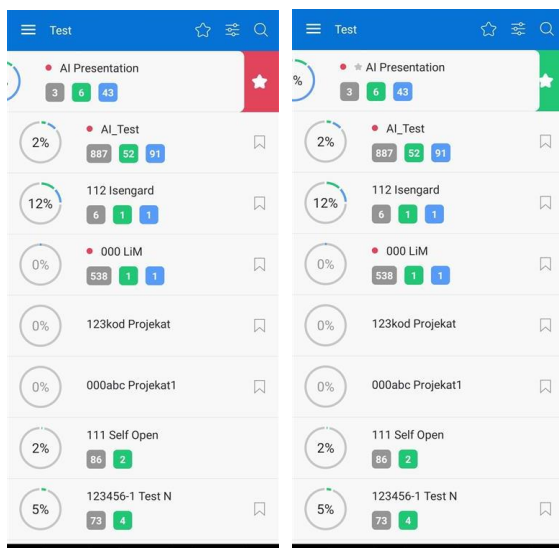 Test
AI Presentation
3 6 43
2%
AI_Test
887 52 91
12%
112 Isengard
6 1 1
0%
000 LiM
538 1 1
0%
123kod Projekat
0%
000abc Projekat1
2%
111 Self Open
86 2
5%
123456-1 Test N
73 4
Test
%
AI Presentation
3 6 43
2%
AI_Test
887 52 91
12%
112 Isengard
6 1 1
0%
000 LiM
538 1 1
0%
123kod Projekat
0%
000abc Projekat1
2%
111 Self Open
86 2
5%
123456-1 Test N
73 4